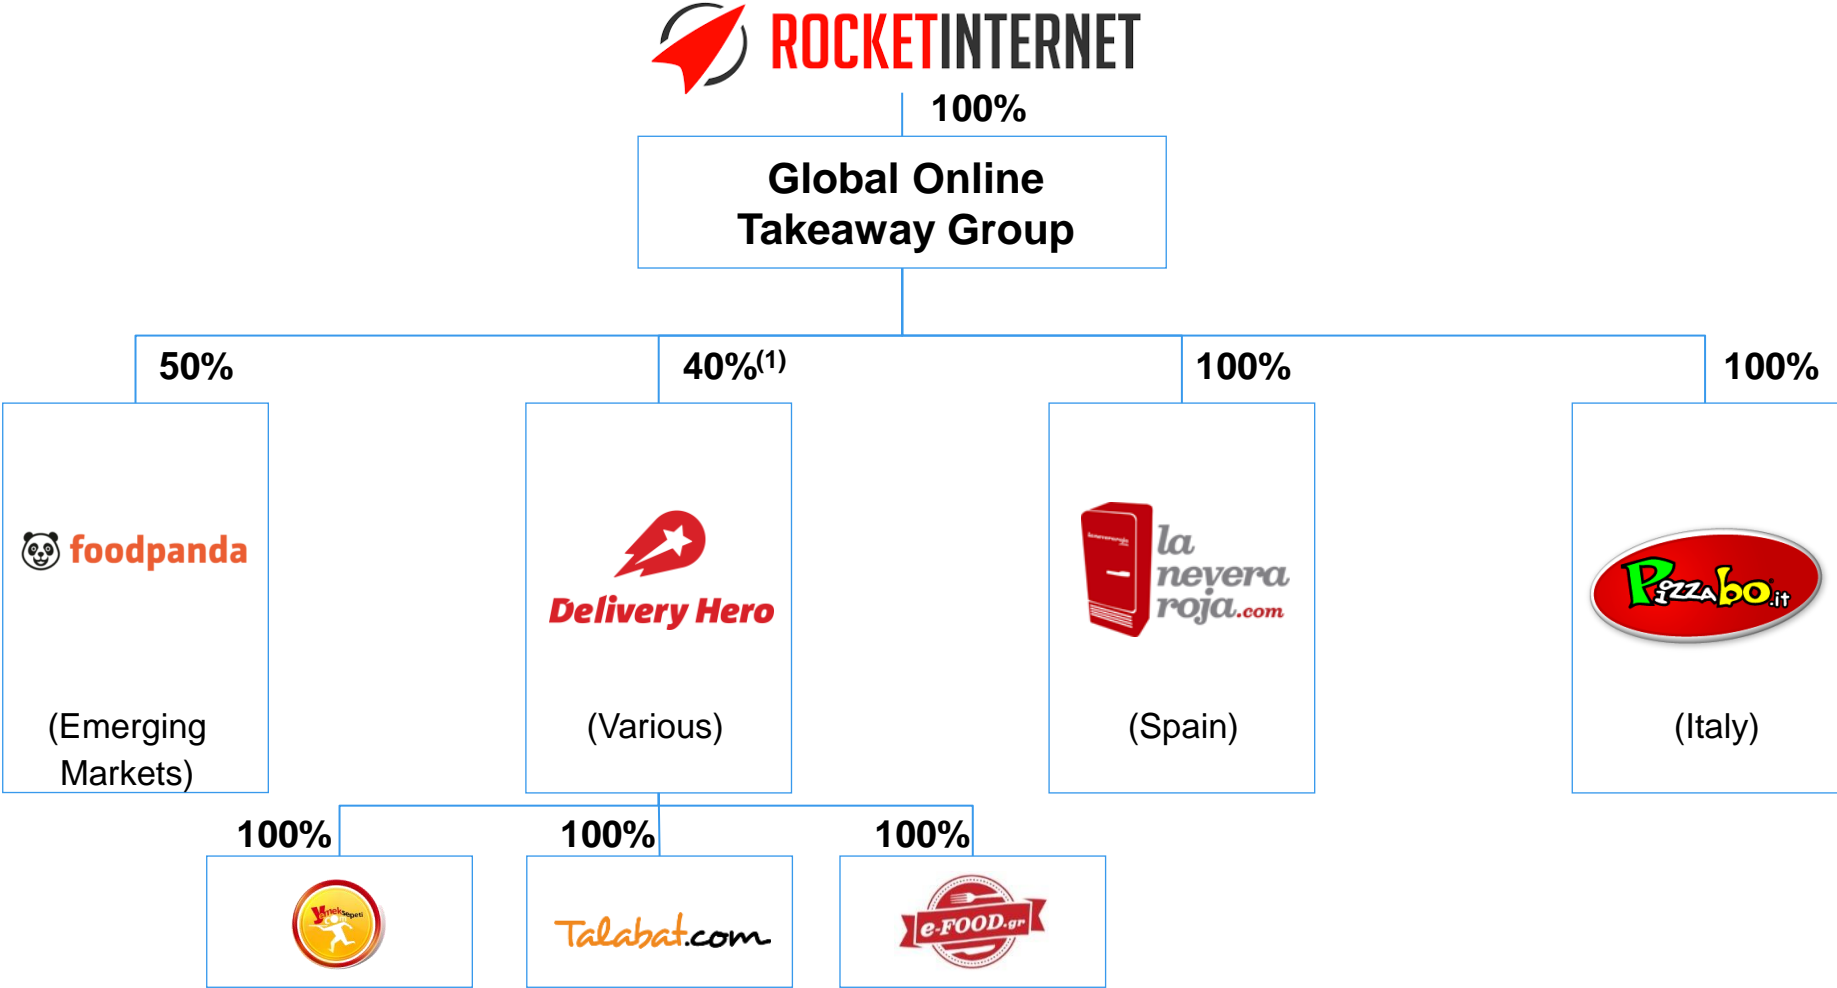 ROCKETINTERNET
100%
Global Online
Takeaway Group
50%
40%(1)
100%
100%
foodpanda
Delivery Hero
la
nevera
roja.com
Pizzabo.it
(Emerging
Markets)
(Various)
(Spain)
(Italy)
100%
100%
100%
Yemeksepeti
Talabat.com
e-FOOD.gr